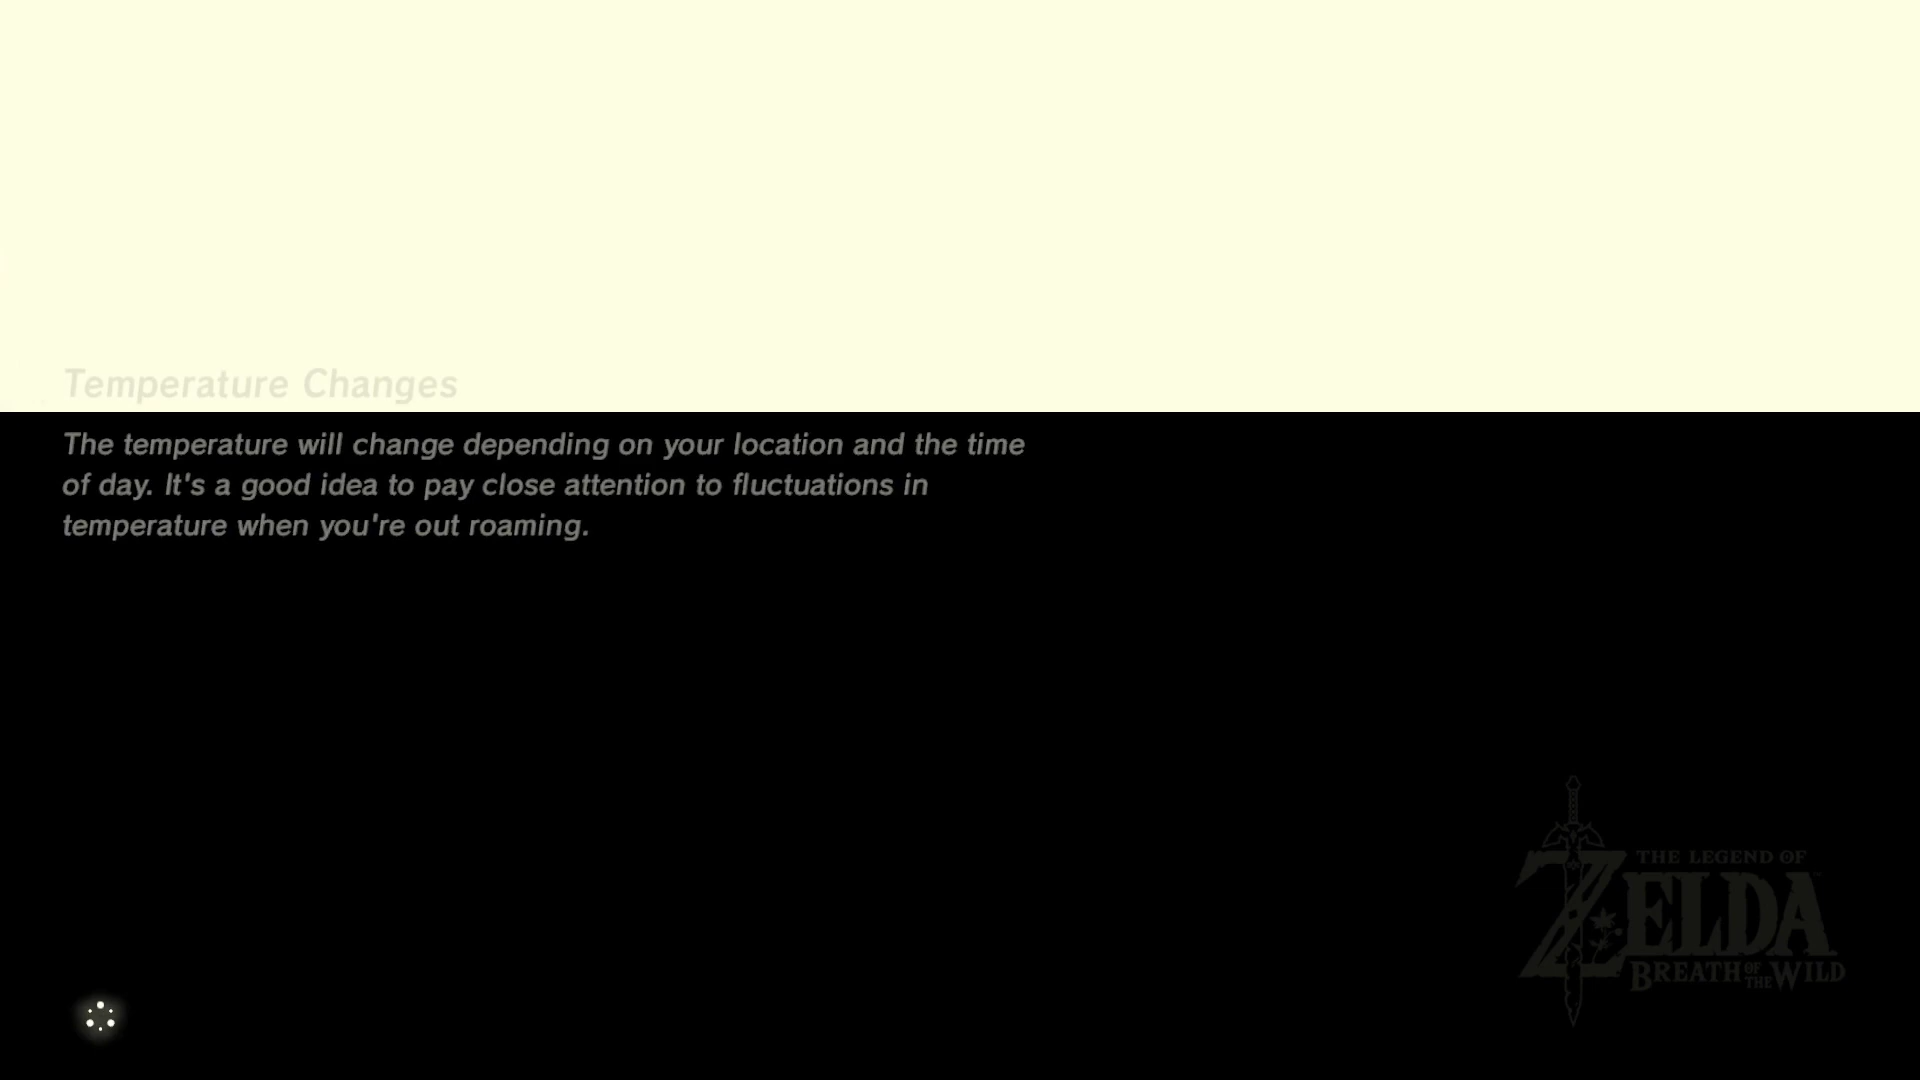 Temperature Changes
The temperature will change depending on your location and the time
of day. It's a good idea to pay close attention to fluctuations in
temperature when you're out roaming.
THE LEGEND OF
ZELDA
BREATH OF THE WILD